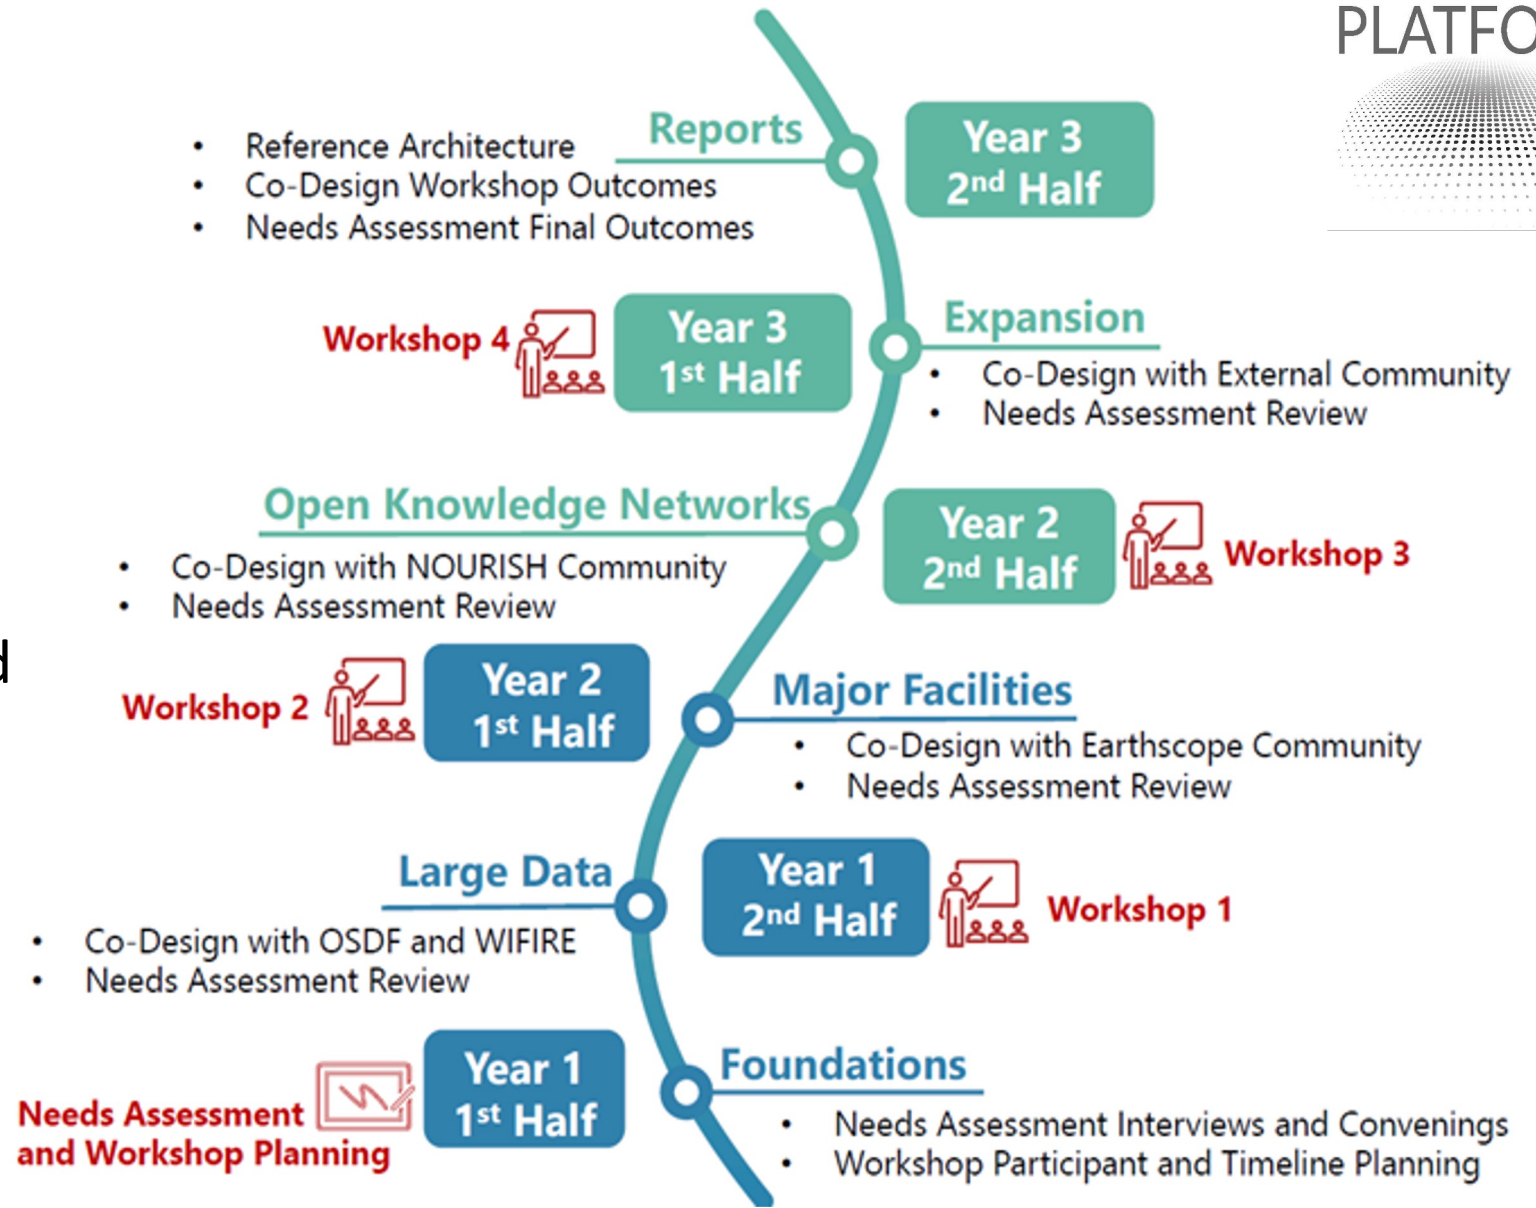 PLATFO
Reports
• Reference Architecture
• Co-Design Workshop Outcomes
• Needs Assessment Final Outcomes
Year 3
2nd Half
Workshop 4
Year 3
1st Half
Expansion
• Co-Design with External Community
• Needs Assessment Review
Open Knowledge Networks
• Co-Design with NOURISH Community
• Needs Assessment Review
Year 2
2nd Half
Workshop 3
d
Workshop 2
Year 2
1st Half
Major Facilities
• Co-Design with Earthscope Community
• Needs Assessment Review
Large Data
• Co-Design with OSDF and WIFIRE
• Needs Assessment Review
Year 1
2nd Half
Workshop 1
Needs Assessment
and Workshop Planning
Year 1
1st Half
Foundations
• Needs Assessment Interviews and Convenings
• Workshop Participant and Timeline Planning